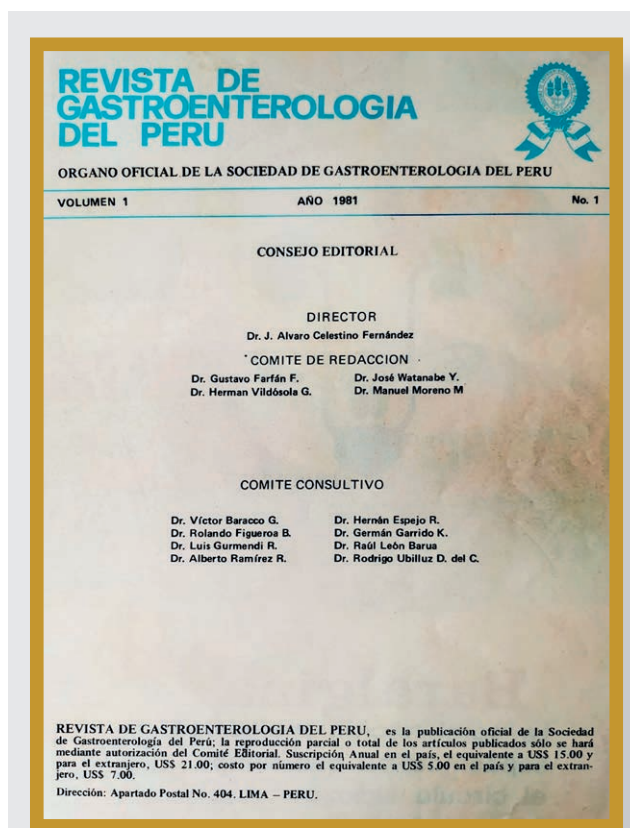 REVISTA DE
GASTROENTEROLOGIA
DEL PERU
ORGANO OFICIAL DE LA SOCIEDAD DE GASTROENTEROLOGIA DEL PERU
VOLUMEN 1 AÑO 1981 No. 1
CONSEJO EDITORIAL
DIRECTOR
Dr. J. Alvaro Celestino Fernández
COMITE DE REDACCION
Dr. Gustavo Farfán F. Dr. José Watanabe Y.
Dr. Herman Vildósola G. Dr. Manuel Moreno M
COMITE CONSULTIVO
Dr. Víctor Baracco G. Dr. Hernán Espejo R.
Dr. Rolando Figueroa B. Dr. Germán Garrido K.
Dr. Luis Gurmendi R. Dr. Raúl León Barua
Dr. Alberto Ramírez R. Dr. Rodrigo Ubilluz D. del C.
REVISTA DE GASTROENTEROLOGIA DEL PERU, es la publicación oficial de la Sociedad
de Gastroenterología del Perú; la reproducción parcial o total de los artículos publicados sólo se hará
mediante autorización del Comité Editorial. Suscripción Anual en el país, el equivalente a US$ 15.00 y
para el extranjero, US$ 21.00; costo por número el equivalente a US$ 5.00 en el país y para el extran-
jero, US$ 7.00.
Dirección: Apartado Postal No. 404. LIMA – PERU.